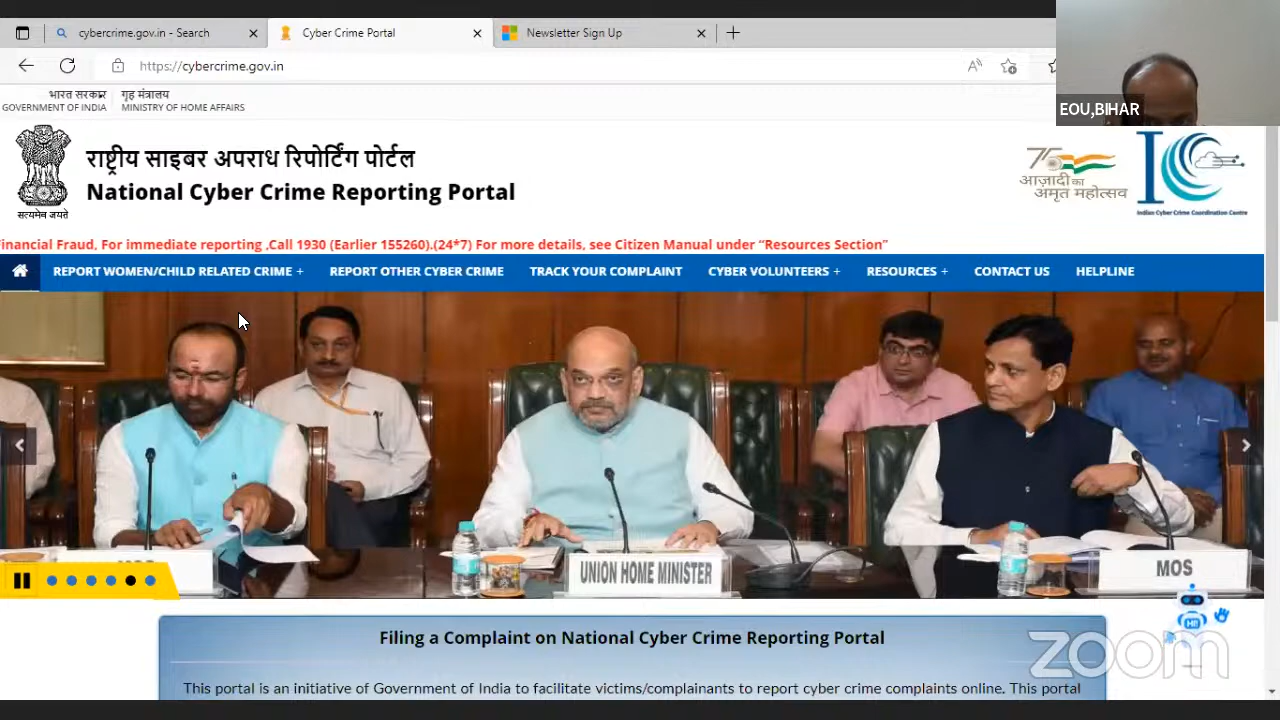 cybercrime.gov.in - Search
Cyber Crime Portal
Newsletter Sign Up
https://cybercrime.gov.in
EOU,BIHAR
भारत सरकार
गृह मंत्रालय
GOVERNMENT OF INDIA
MINISTRY OF HOME AFFAIRS
राष्ट्रीय साइबर अपराध रिपोर्टिंग पोर्टल
National Cyber Crime Reporting Portal
सत्यमेव जयते
75
आज़ादी का
अमृत महोत्सव
Indian Cyber Crime Coordination Centre
inancial Fraud, For immediate reporting ,Call 1930 (Earlier 155260).(24*7) For more details, see Citizen Manual under “Resources Section”
REPORT WOMEN/CHILD RELATED CRIME +
REPORT OTHER CYBER CRIME
TRACK YOUR COMPLAINT
CYBER VOLUNTEERS +
RESOURCES +
CONTACT US
HELPLINE
UNION HOME MINISTER
MOS
HI!
zoom
Filing a Complaint on National Cyber Crime Reporting Portal
This portal is an initiative of Government of India to facilitate victims/complainants to report cyber crime complaints online. This portal